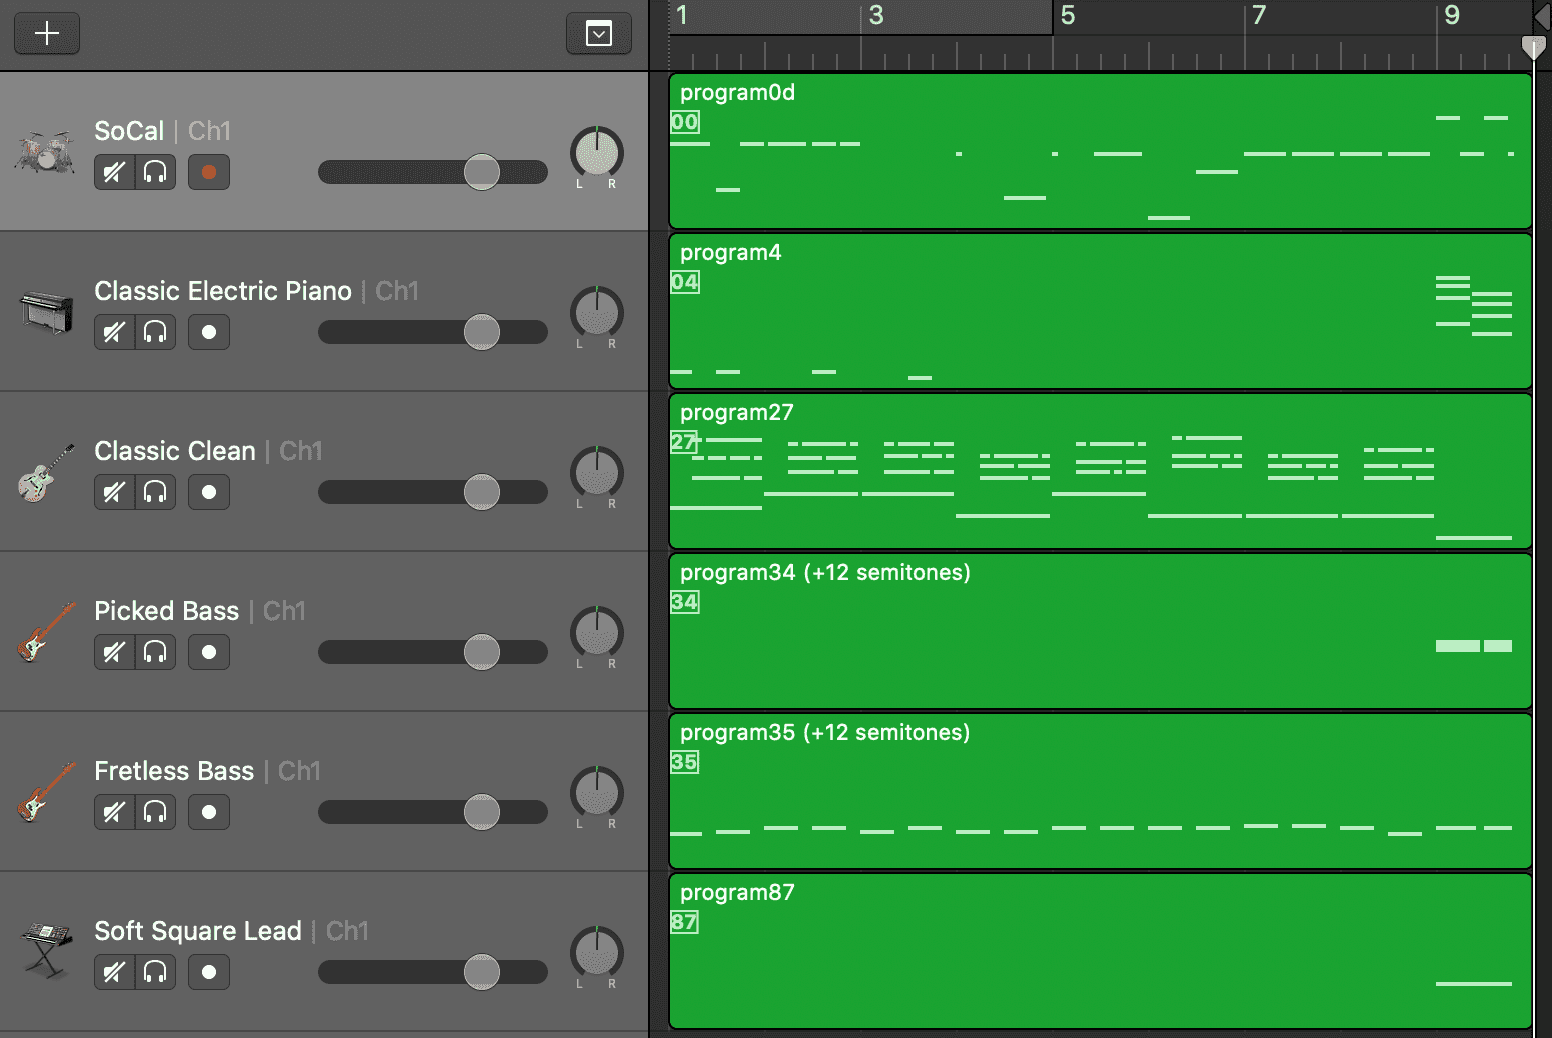 1 3 5 7 9
SoCal | Ch1
L R
program0d
00
Classic Electric Piano | Ch1
L R
program4
04
Classic Clean | Ch1
L R
program27
27
Picked Bass | Ch1
L R
program34 (+12 semitones)
34
Fretless Bass | Ch1
L R
program35 (+12 semitones)
35
Soft Square Lead | Ch1
L R
program87
87